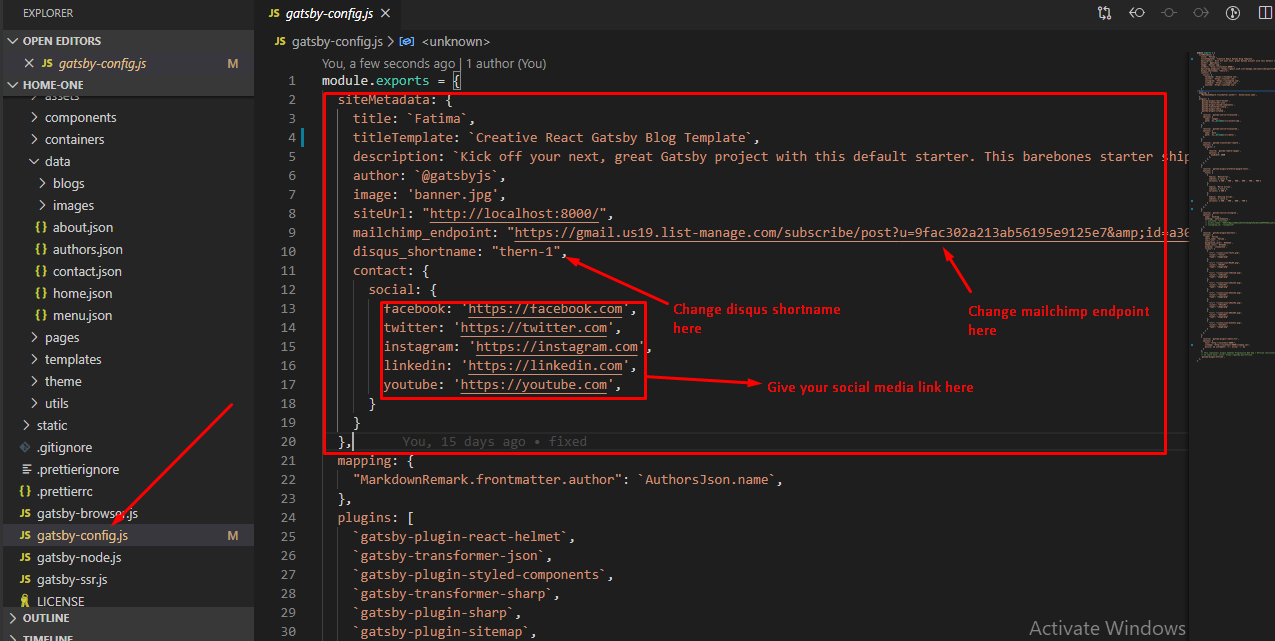 EXPLORER
OPEN EDITORS
JS gatsby-config.js M
HOME-ONE
assets
components
containers
data
blogs
images
{} about.json
{} authors.json
{} contact.json
{} home.json
{} menu.json
pages
templates
theme
utils
static
.gitignore
.prettierignore
{} .prettierrc
JS gatsby-browser.js
JS gatsby-config.js M
JS gatsby-node.js
JS gatsby-ssr.js
LICENSE
OUTLINE
TIMELINE
JS gatsby-config.js
JS gatsby-config.js > <unknown>
You, a few seconds ago | 1 author (You)
1 module.exports = {
2 siteMetadata: {
3 title: `Fatima`,
4 titleTemplate: `Creative React Gatsby Blog Template`,
5 description: `Kick off your next, great Gatsby project with this default starter. This barebones starter ship
6 author: `@gatsbyjs`,
7 image: 'banner.jpg',
8 siteUrl: "http://localhost:8000/",
9 mailchimp_endpoint: "https://gmail.us19.list-manage.com/subscribe/post?u=9fac302a213ab56195e9125e7&amp;id=a30
10 disqus_shortname: "thern-1",
11 contact: {
12 social: {
13 facebook: 'https://facebook.com',
14 twitter: 'https://twitter.com',
15 instagram: 'https://instagram.com',
16 linkedin: 'https://linkedin.com',
17 youtube: 'https://youtube.com',
18 }
19 }
20 }, You, 15 days ago • fixed
21 mapping: {
22 "MarkdownRemark.frontmatter.author": `AuthorsJson.name`,
23 },
24 plugins: [
25 `gatsby-plugin-react-helmet`,
26 `gatsby-transformer-json`,
27 `gatsby-plugin-styled-components`,
28 `gatsby-transformer-sharp`,
29 `gatsby-plugin-sharp`,
30 `gatsby-plugin-sitemap`,
Change disqus shortname
here
Change mailchimp endpoint
here
Give your social media link here
Activate Windows